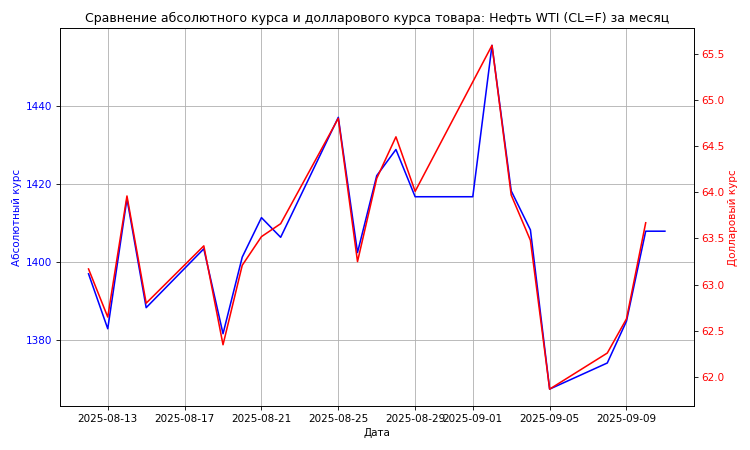 Сравнение абсолютного курса и долларового курса товара: Нефть WTI (CL=F) за месяц
Абсолютный курс
1440
1420
1400
1380
65.5
65.0
64.5
64.0
63.5
63.0
62.5
62.0
Долларовый курс
2025-08-13 2025-08-17 2025-08-21 2025-08-25 2025-08-29 2025-09-01 2025-09-05 2025-09-09
Дата